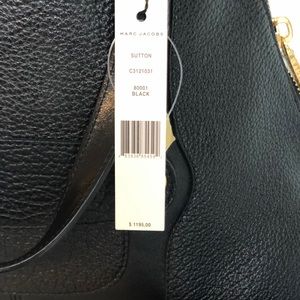 MARC JACOBS
SUTTON
C3121031
80001
BLACK
$ 1195.00